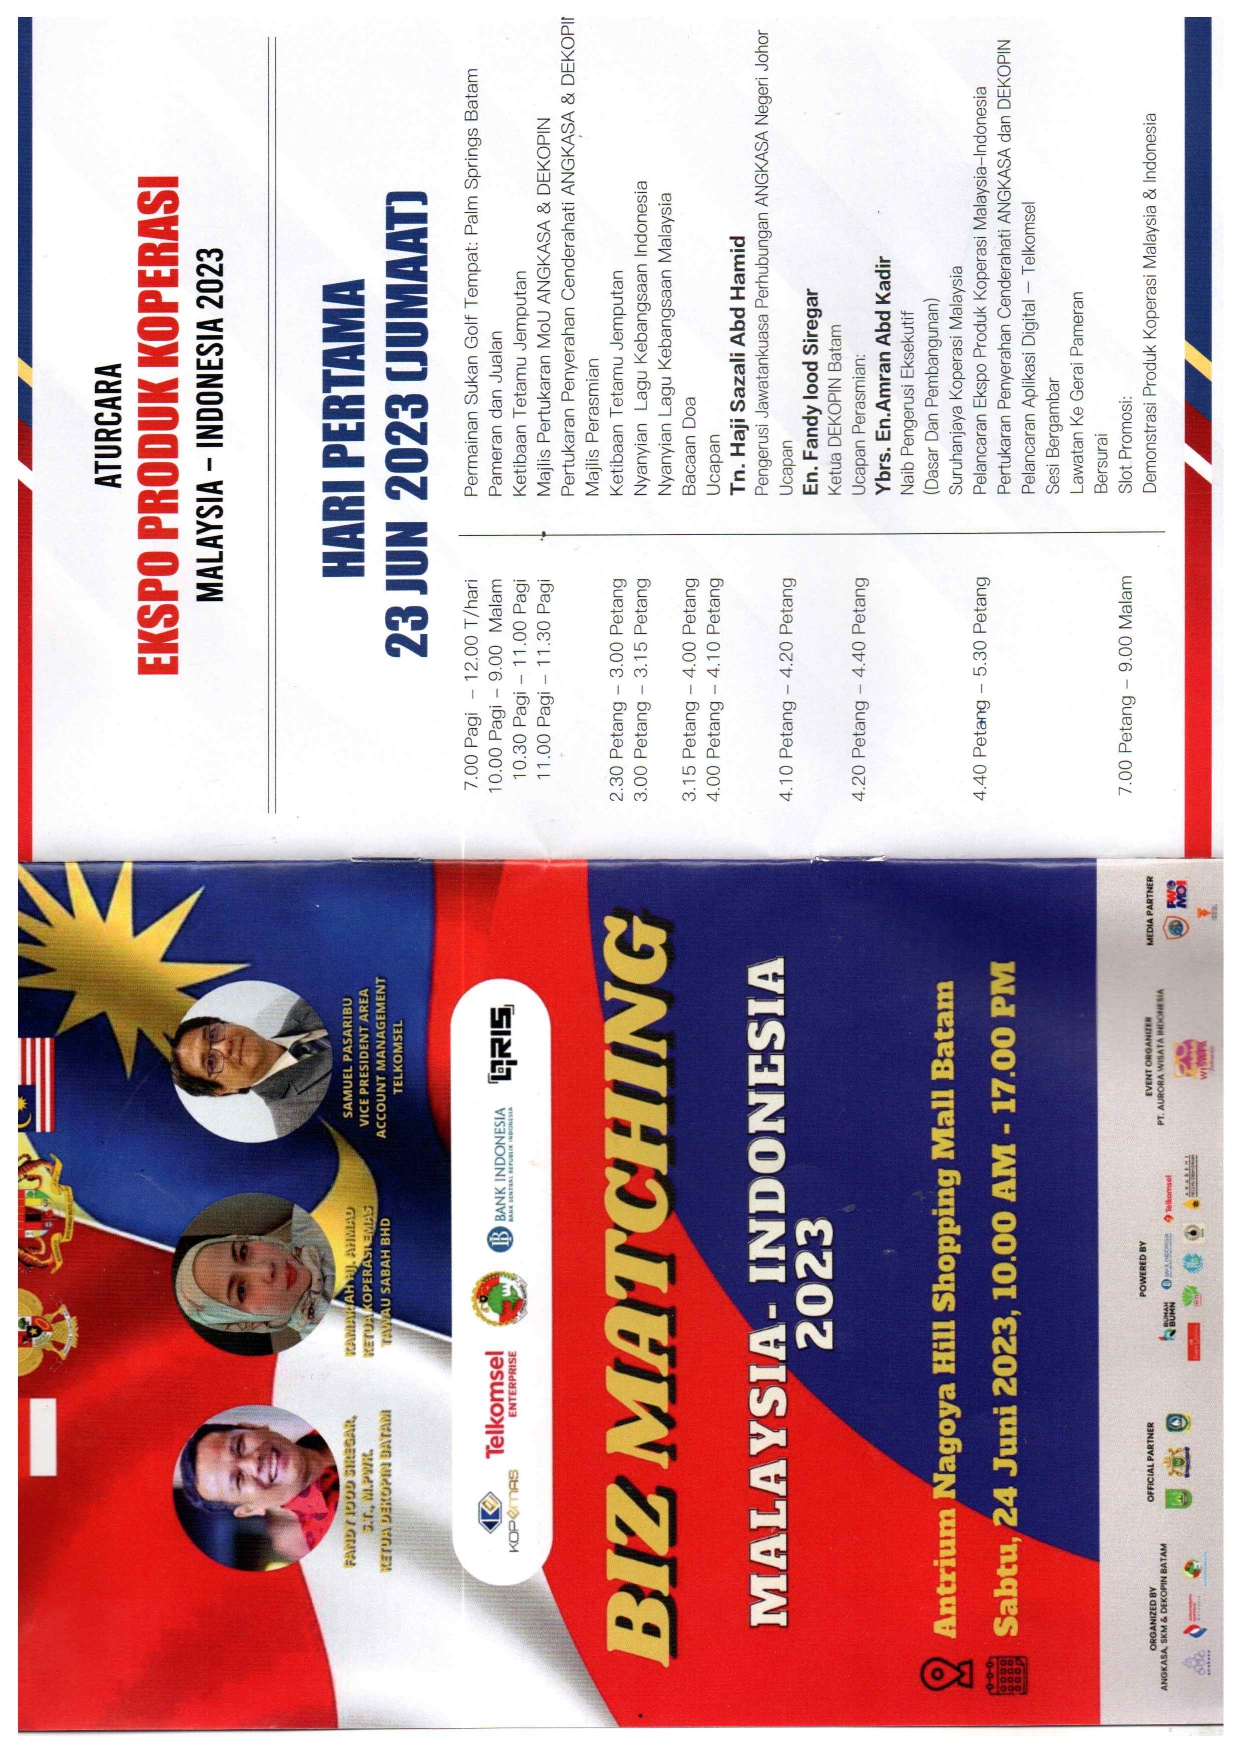 FANDY IOOD SIREGAR,
S.T., M.PWK.
KETUA DEKOPIN BATAM
KAMARIAH HJ. AHMAD
KETUA KOPERASI EMAS
TAWAU SABAH BHD
SAMUEL PASARIBU
VICE PRESIDENT AREA
ACCOUNT MANAGEMENT
TELKOMSEL
KOPEMAS
Telkomsel
ENTERPRISE
BANK INDONESIA
BANK SENTRAL REPUBLIK INDONESIA
QRIS
BIZ MATCHING
MALAYSIA- INDONESIA
2023
Antrium Nagoya Hill Shopping Mall Batam
Sabtu, 24 Juni 2023, 10.00 AM - 17.00 PM
ORGANIZED BY
ANGKASA, SKM & DEKOPIN BATAM
OFFICIAL PARTNER
POWERED BY
RUMAH
BUMN
BANK INDONESIA
Telkomsel
EVENT ORGANIZER
PT. AURORA WISATA INDONESIA
WISATA
MEDIA PARTNER
ATURCARA
EKSPO PRODUK KOPERASI
MALAYSIA – INDONESIA 2023
HARI PERTAMA
23 JUN 2023 (JUMAAT)
7.00 Pagi – 12.00 T/hari Permainan Sukan Golf Tempat: Palm Springs Batam
10.00 Pagi – 9.00 Malam Pameran dan Jualan
10.30 Pagi – 11.00 Pagi Ketibaan Tetamu Jemputan
11.00 Pagi – 11.30 Pagi Majlis Pertukaran MoU ANGKASA & DEKOPIN
Pertukaran Penyerahan Cenderahati ANGKASA & DEKOPIN
Majlis Perasmian
2.30 Petang – 3.00 Petang Ketibaan Tetamu Jemputan
3.00 Petang – 3.15 Petang Nyanyian Lagu Kebangsaan Indonesia
Nyanyian Lagu Kebangsaan Malaysia
3.15 Petang – 4.00 Petang Bacaan Doa
4.00 Petang – 4.10 Petang Ucapan
Tn. Haji Sazali Abd Hamid
Pengerusi Jawatankuasa Perhubungan ANGKASA Negeri Johor
4.10 Petang – 4.20 Petang Ucapan
En. Fandy Iood Siregar
Ketua DEKOPIN Batam
4.20 Petang – 4.40 Petang Ucapan Perasmian:
Ybrs. En.Amran Abd Kadir
Naib Pengerusi Eksekutif
(Dasar Dan Pembangunan)
Suruhanjaya Koperasi Malaysia
4.40 Petang – 5.30 Petang Pelancaran Ekspo Produk Koperasi Malaysia–Indonesia
Pertukaran Penyerahan Cenderahati ANGKASA dan DEKOPIN
Pelancaran Aplikasi Digital – Telkomsel
Sesi Bergambar
Lawatan Ke Gerai Pameran
Bersurai
7.00 Petang – 9.00 Malam Slot Promosi:
Demonstrasi Produk Koperasi Malaysia & Indonesia